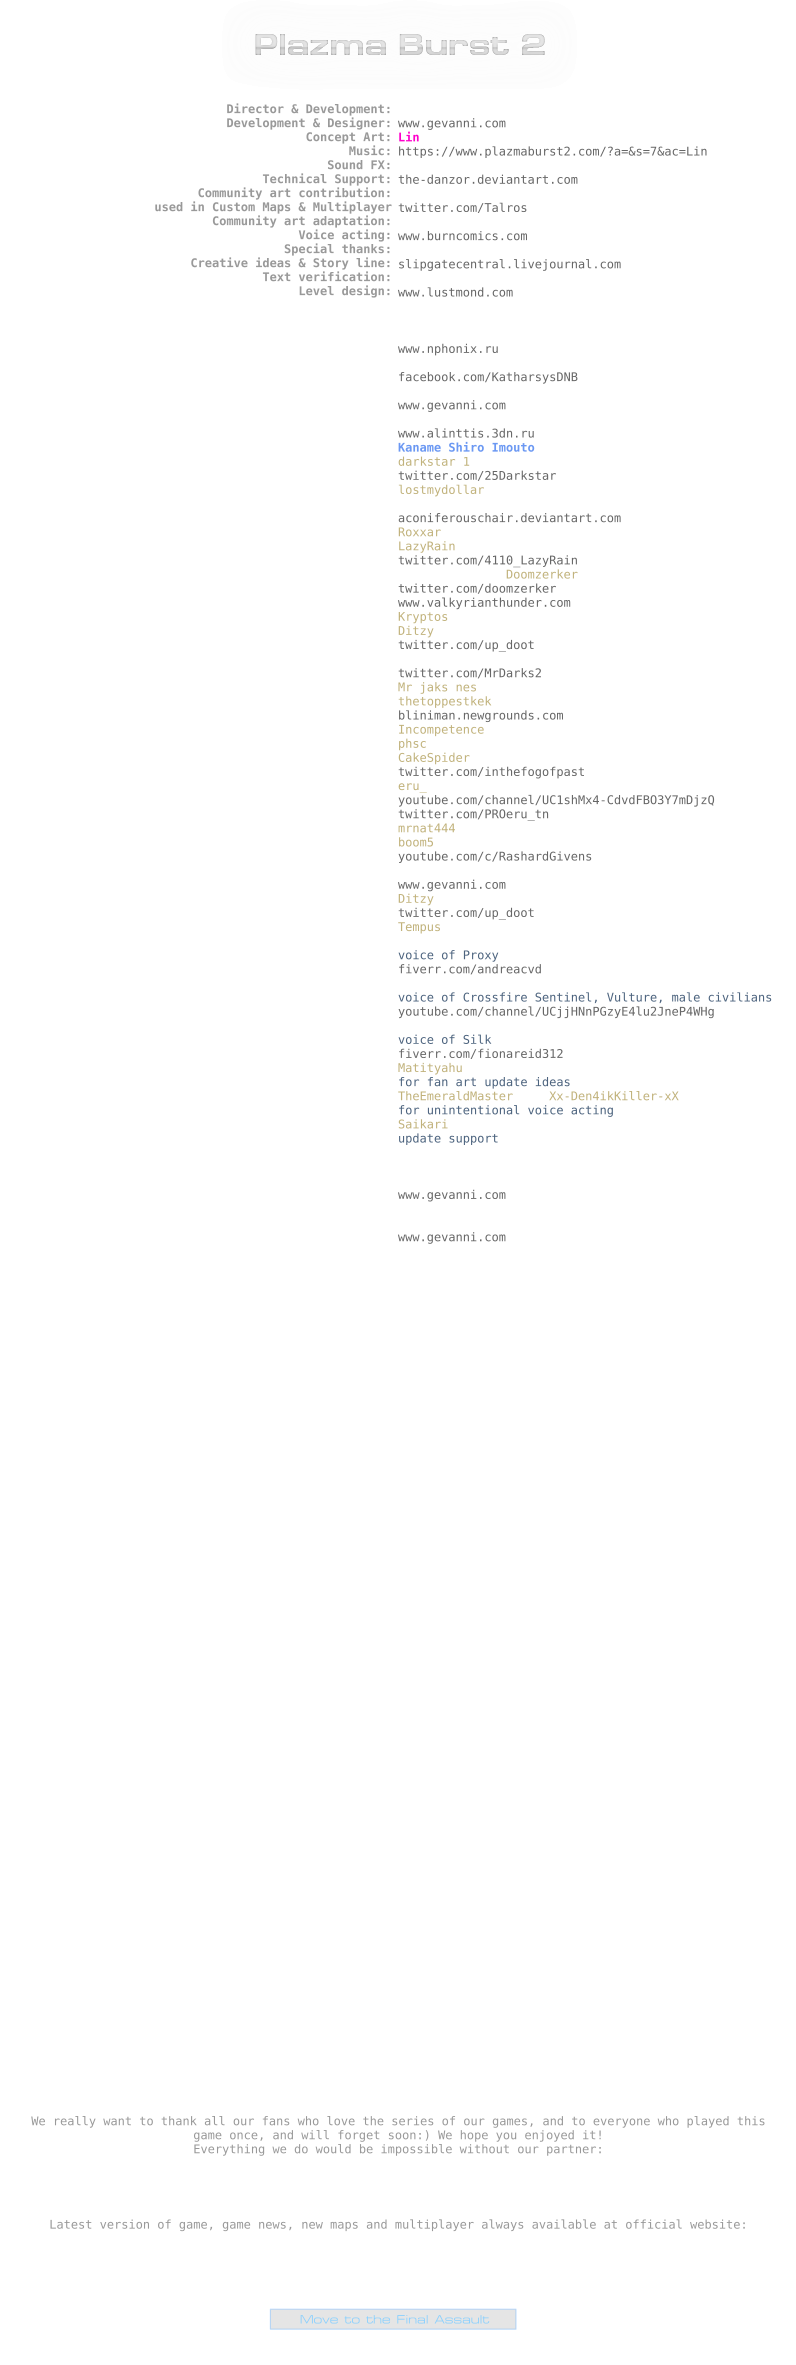 Plazma Burst 2
Director & Development:
Development & Designer: www.gevanni.com
Concept Art: Lin
Music: https://www.plazmaburst2.com/?a=&s=7&ac=Lin
Sound FX:
Technical Support: the-danzor.deviantart.com
Community art contribution:
used in Custom Maps & Multiplayer twitter.com/Talros
Community art adaptation:
Voice acting: www.burncomics.com
Special thanks:
Creative ideas & Story line: slipgatecentral.livejournal.com
Text verification:
Level design: www.lustmond.com
www.nphonix.ru
facebook.com/KatharsysDNB
www.gevanni.com
www.alinttis.3dn.ru
Kaname Shiro Imouto
darkstar 1
twitter.com/25Darkstar
lostmydollar
aconiferouschair.deviantart.com
Roxxar
LazyRain
twitter.com/4110_LazyRain
Doomzerker
twitter.com/doomzerker
www.valkyrianthunder.com
Kryptos
Ditzy
twitter.com/up_doot
twitter.com/MrDarks2
Mr jaks nes
thetoppestkek
bliniman.newgrounds.com
Incompetence
phsc
CakeSpider
twitter.com/inthefogofpast
eru_
youtube.com/channel/UC1shMx4-CdvdFBO3Y7mDjzQ
twitter.com/PROeru_tn
mrnat444
boom5
youtube.com/c/RashardGivens
www.gevanni.com
Ditzy
twitter.com/up_doot
Tempus
voice of Proxy
fiverr.com/andreacvd
voice of Crossfire Sentinel, Vulture, male civilians
youtube.com/channel/UCjjHNnPGzyE4lu2JneP4WHg
voice of Silk
fiverr.com/fionareid312
Matityahu
for fan art update ideas
TheEmeraldMaster Xx-Den4ikKiller-xX
for unintentional voice acting
Saikari
update support
www.gevanni.com
www.gevanni.com
We really want to thank all our fans who love the series of our games, and to everyone who played this
game once, and will forget soon:) We hope you enjoyed it!
Everything we do would be impossible without our partner:
Latest version of game, game news, new maps and multiplayer always available at official website:
Move to the Final Assault